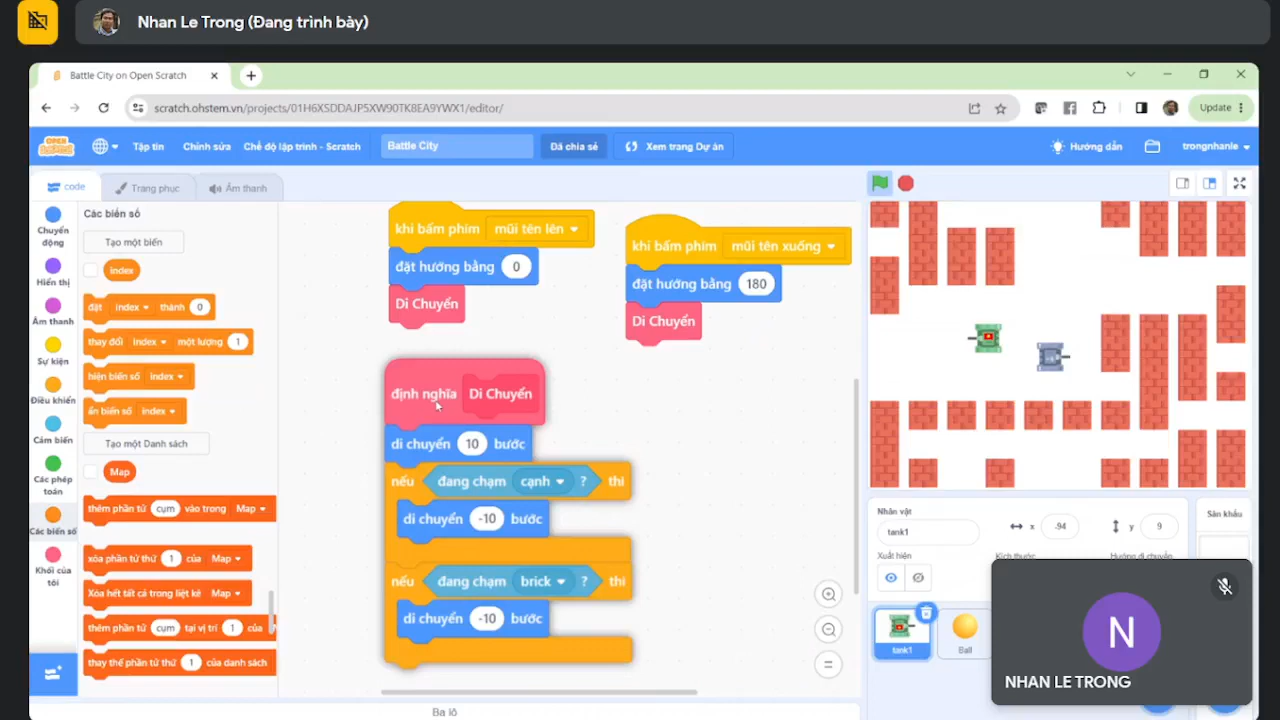 Nhan Le Trong (Đang trình bày)
Battle City on Open Scratch
scratch.ohstem.vn/projects/01H6XSDDAJP5XW90TK8EA9YWX1/editor/
Update
OPEN
Tập tin
Chỉnh sửa
Chế độ lập trình - Scratch
Battle City
Đã chia sẻ
Xem trang Dự án
Hướng dẫn
trongnhanle
code
Trang phục
Âm thanh
Chuyển động
Hiển thị
Âm thanh
Sự kiện
Điều khiển
Cảm biến
Các phép toán
Các biến số
Khối của tôi
Các biến số
Tạo một biến
index
đặt index thành 0
thay đổi index một lượng 1
hiện biến số index
ẩn biến số index
Tạo một Danh sách
Map
thêm phần tử cụm vào trong Map
xóa phần tử thứ 1 của Map
Xóa hết tất cả trong liệt kê Map
thêm phần tử cụm tại vị trí 1 của
thay thế phần tử thứ 1 của danh sách
khi bấm phím mũi tên lên
đặt hướng bằng 0
Di Chuyển
khi bấm phím mũi tên xuống
đặt hướng bằng 180
Di Chuyển
định nghĩa Di Chuyển
di chuyển 10 bước
nếu đang chạm cạnh ? thì
di chuyển -10 bước
nếu đang chạm brick ? thì
di chuyển -10 bước
Ba lô
Nhân vật
tank1
x -94
y 9
Xuất hiện
Kích thước
Hướng di chuyển
Sân khấu
tank1
Ball
N
NHAN LE TRONG